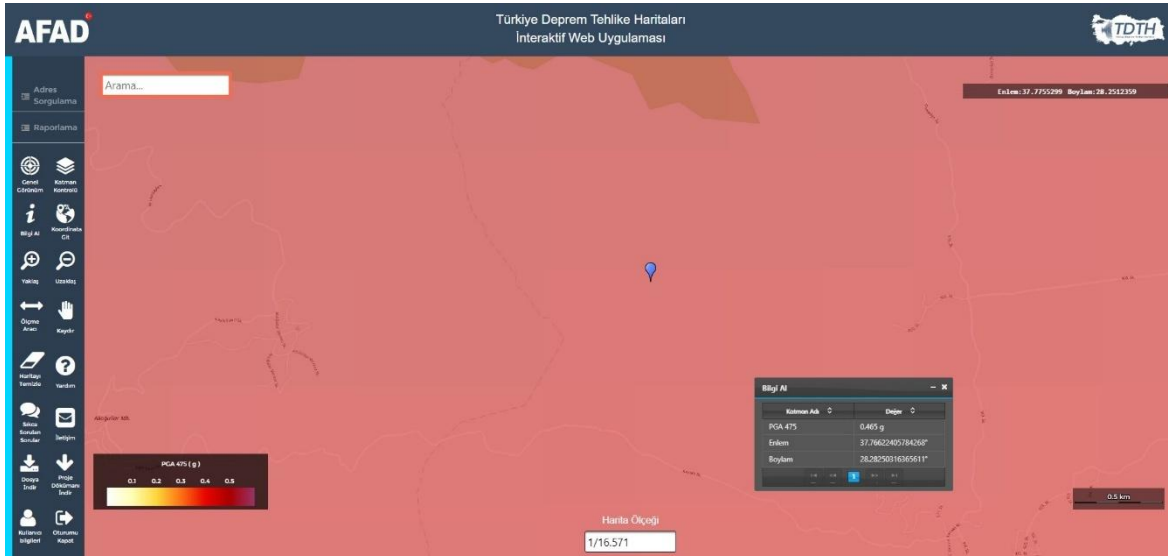 AFAD
Türkiye Deprem Tehlike Haritaları
İnteraktif Web Uygulaması
TDTH
Adres
Sorgulama
Raporlama
Arama...
Enlem:37.7755299 Boylam:28.2512359
Genel
Görünüm
Katman
Kontrolü
Bilgi Al
Koordinata
Git
Yaklaş
Uzaklaş
Ölçme
Aracı
Kaydır
Haritayı
Temizle
Yardım
Sıkca
Sorulan
Sorular
İletişim
Dosya
İndir
Proje
Dökümanı
İndir
Kullanıcı
bilgileri
Oturumu
Kapat
PGA 475 ( g )
0.1 0.2 0.3 0.4 0.5
Bilgi Al
Katman Adı Değer
PGA 475 0.465 g
Enlem 37.76622405784268°
Boylam 28.28250316365611°
1
0.5 km
Harita Ölçeği
1/16.571